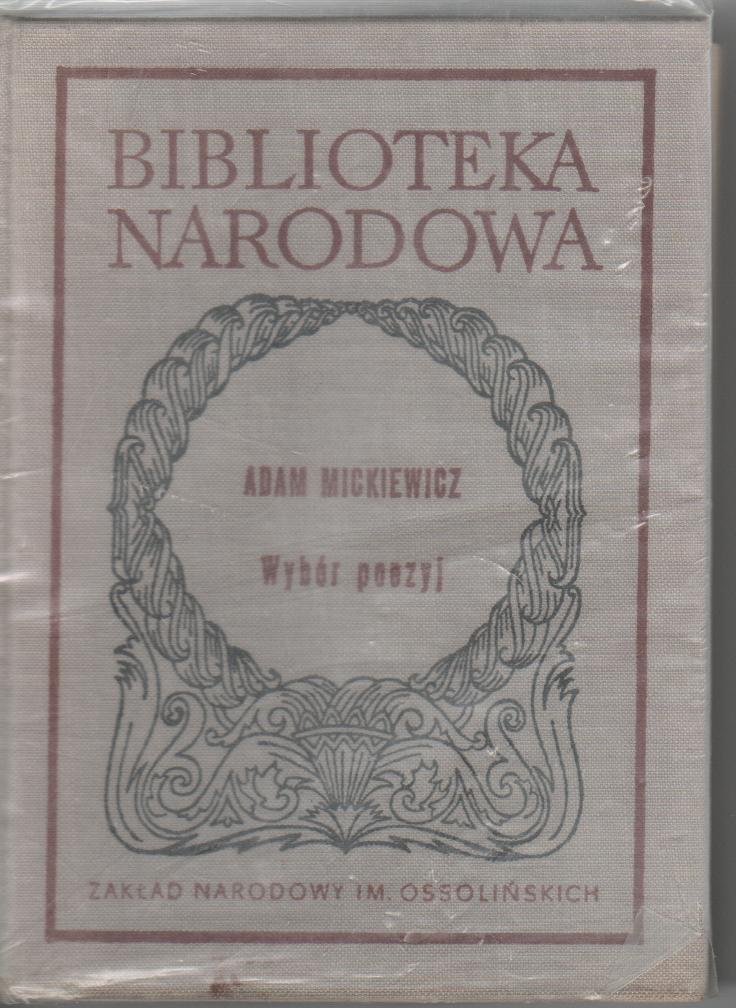 BIBLIOTEKA
NARODOWA
ADAM MICKIEWICZ
Wybór poezyj
ZAKŁAD NARODOWY IM. OSSOLIŃSKICH